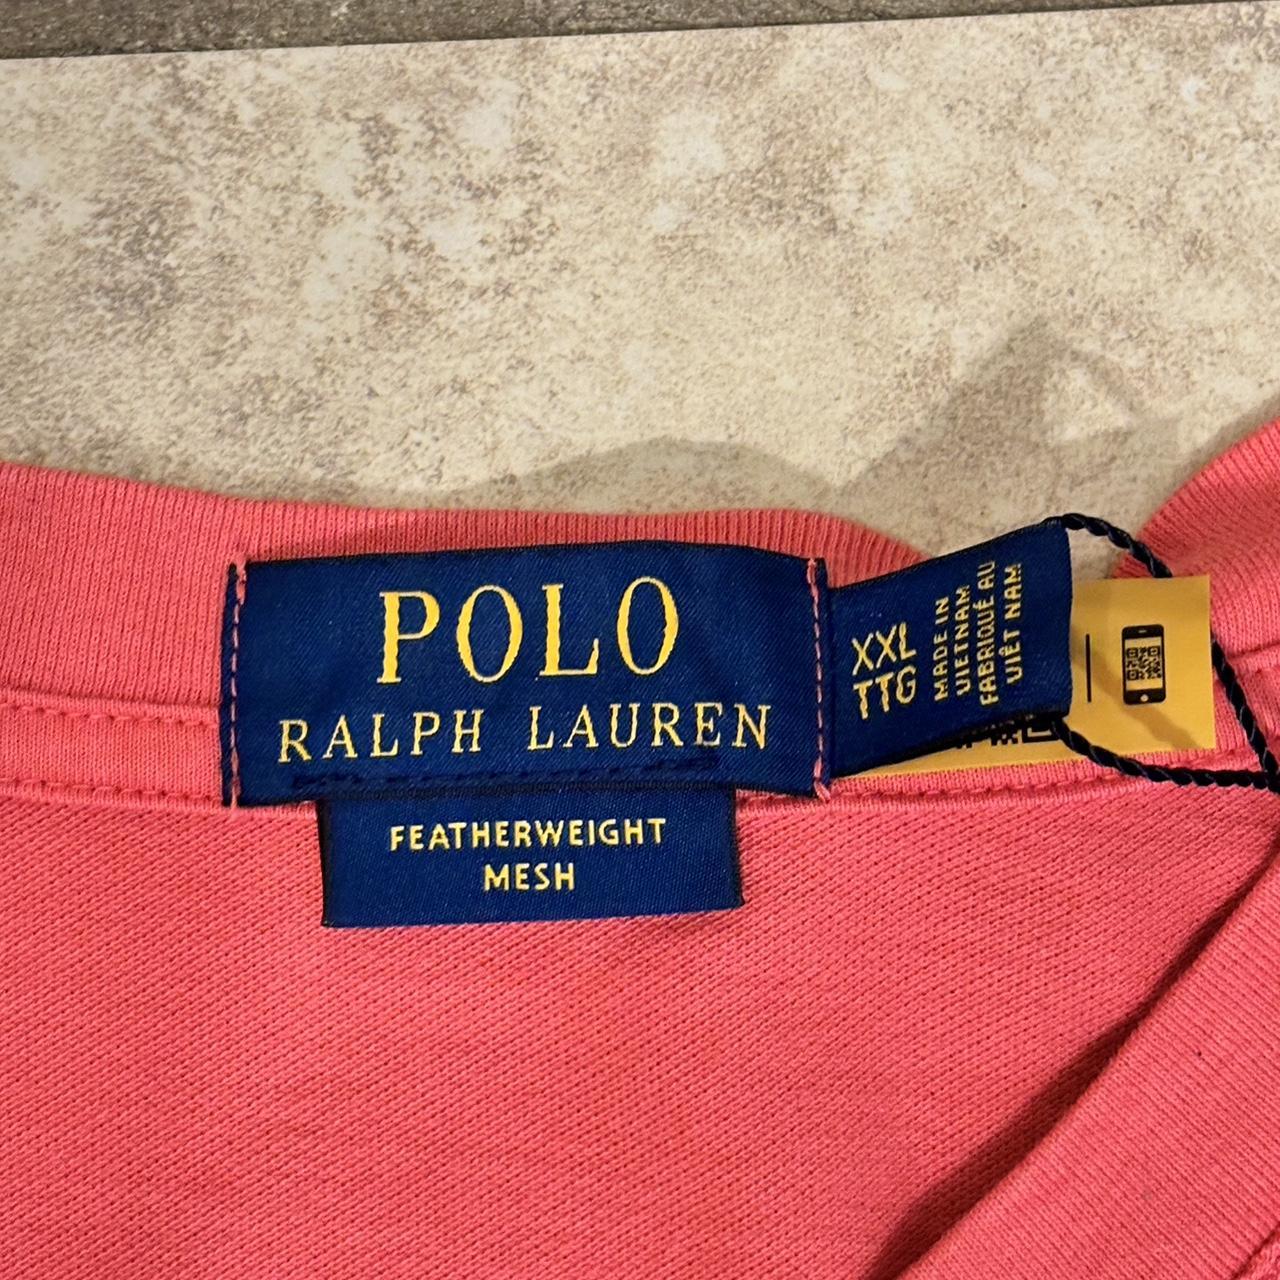 POLO
RALPH LAUREN
FEATHERWEIGHT
MESH
XXL
TTG
MADE IN
VIETNAM
FABRIQUÉ AU
VIÊT NAM